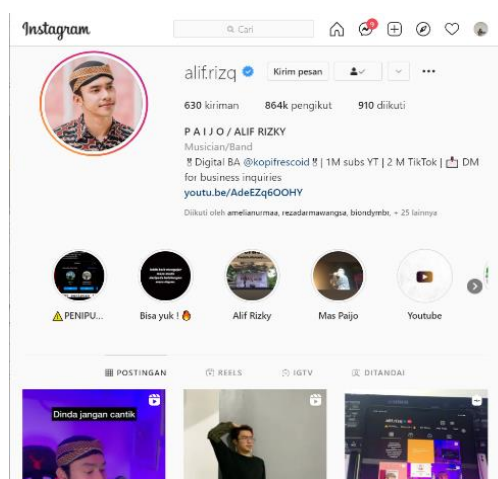 Instagram
Cari
9
alif.rizq
Kirim pesan
630 kiriman 864k pengikut 910 diikuti
P A I J O / ALIF RIZKY
Musician/Band
Digital BA @kopifrescoid | 1M subs YT | 2 M TikTok | DM
for business inquiries
youtu.be/AdeEZq6OOHY
Diikuti oleh amelianurmaa, rezadarmawangsa, biondymbr, + 25 lainnya
⚠️ PENIPU... Bisa yuk ! 🔥 Alif Rizky Mas Paijo Youtube
POSTINGAN REELS IGTV DITANDAI
Dinda jangan cantik